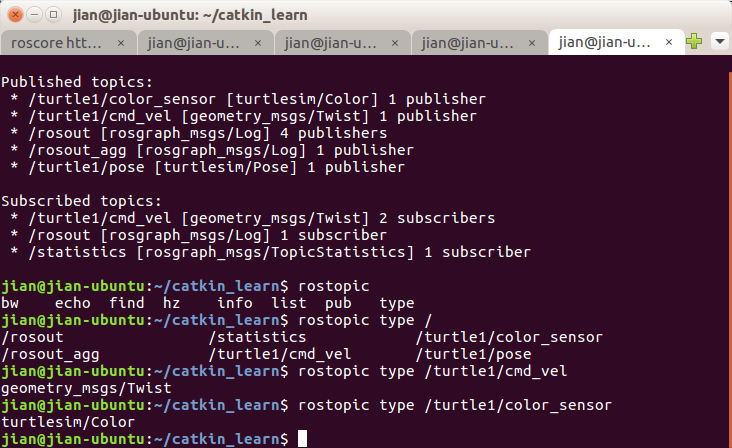 jian@jian-ubuntu: ~/catkin_learn
roscore htt... × jian@jian-u... × jian@jian-u... × jian@jian-u... × jian@jian-u... ×
Published topics:
 * /turtle1/color_sensor [turtlesim/Color] 1 publisher
 * /turtle1/cmd_vel [geometry_msgs/Twist] 1 publisher
 * /rosout [rosgraph_msgs/Log] 4 publishers
 * /rosout_agg [rosgraph_msgs/Log] 1 publisher
 * /turtle1/pose [turtlesim/Pose] 1 publisher
Subscribed topics:
 * /turtle1/cmd_vel [geometry_msgs/Twist] 2 subscribers
 * /rosout [rosgraph_msgs/Log] 1 subscriber
 * /statistics [rosgraph_msgs/TopicStatistics] 1 subscriber
jian@jian-ubuntu:~/catkin_learn$ rostopic
bw    echo  find  hz    info  list  pub   type
jian@jian-ubuntu:~/catkin_learn$ rostopic type /
/rosout                /statistics            /turtle1/color_sensor
/rosout_agg            /turtle1/cmd_vel       /turtle1/pose
jian@jian-ubuntu:~/catkin_learn$ rostopic type /turtle1/cmd_vel
geometry_msgs/Twist
jian@jian-ubuntu:~/catkin_learn$ rostopic type /turtle1/color_sensor
turtlesim/Color
jian@jian-ubuntu:~/catkin_learn$